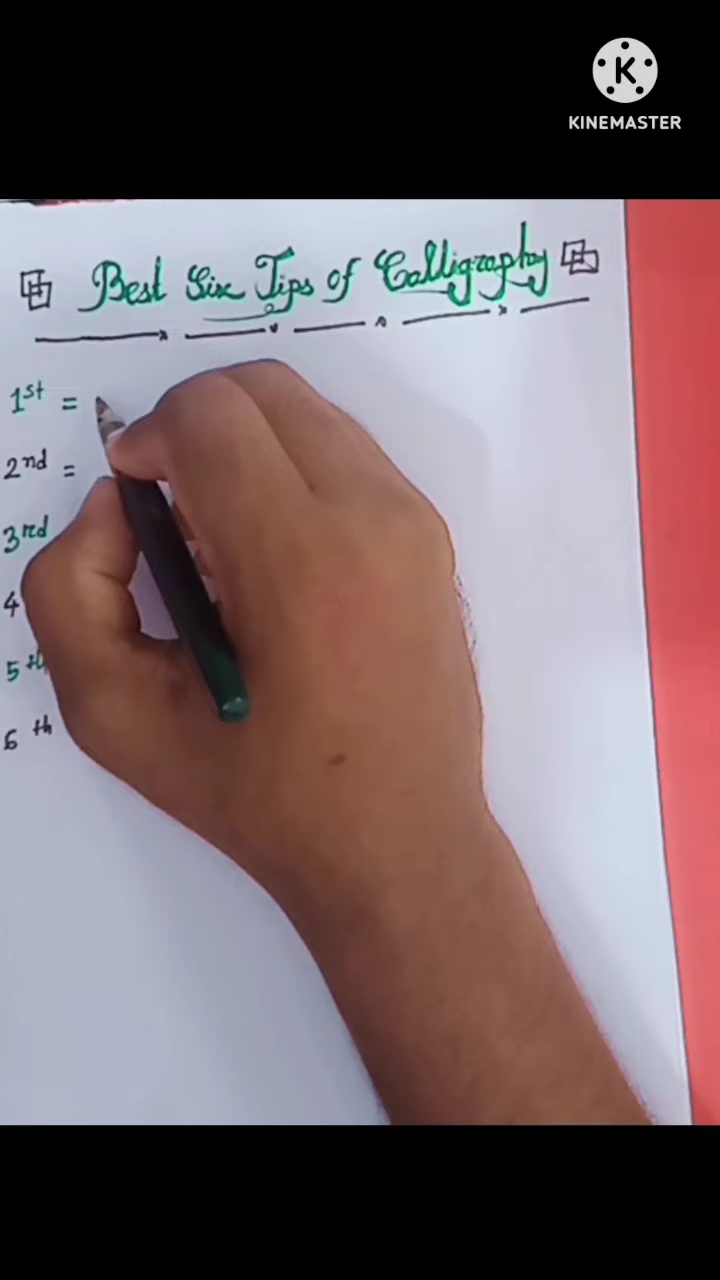 KINEMASTER
Best Six Tips of Calligraphy
1st =
2nd =
3rd
4
5th
6 th